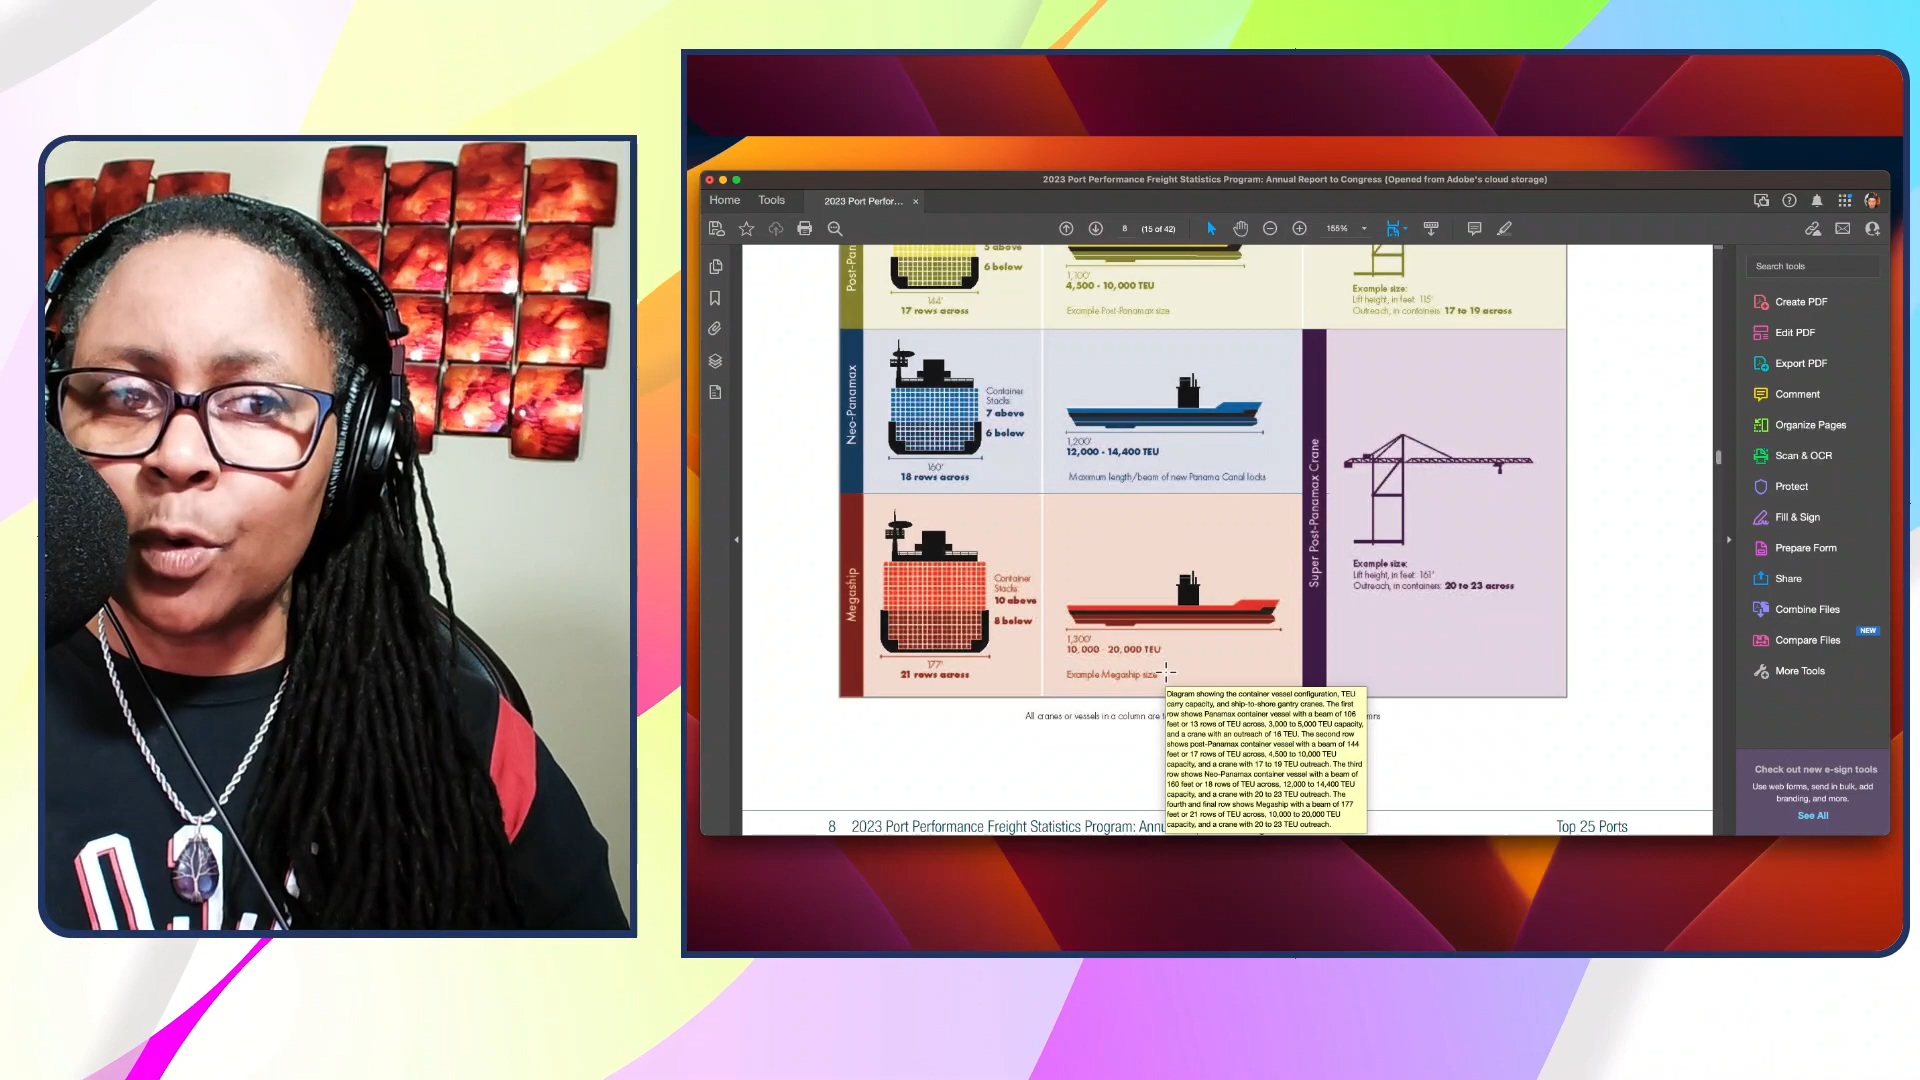 2023 Port Performance Freight Statistics Program: Annual Report to Congress (Opened from Adobe's cloud storage)
Home Tools 2023 Port Perfor... ×
8 (15 of 42) 165%
Search tools
Create PDF
Edit PDF
Export PDF
Comment
Organize Pages
Scan & OCR
Protect
Fill & Sign
Prepare Form
Share
Combine Files
NEW
Compare Files
More Tools
Check out new e-sign tools
Use web forms, send in bulk, add
branding, and more.
See All
Post-Pan
5 above
6 below
144'
17 rows across
1,100'
4,500 - 10,000 TEU
Example Post-Panamax size
Example size:
Lift height, in feet: 115'
Outreach, in containers: 17 to 19 across
Neo-Panamax
Container
Stacks:
7 above
6 below
160'
18 rows across
1,200'
12,000 - 14,400 TEU
Maximum length/beam of new Panama Canal locks
Super Post-Panamax Crane
Example size:
Lift height, in feet: 161'
Outreach, in containers: 20 to 23 across
Megaship
Container
Stacks:
10 above
8 below
177'
21 rows across
1,300'
10,000 - 20,000 TEU
Example Megaship size
All cranes or vessels in a column are
Diagram showing the container vessel configuration, TEU
carry capacity, and ship-to-shore gantry cranes. The first
row shows Panamax container vessel with a beam of 106
feet or 13 rows of TEU across, 3,000 to 5,000 TEU capacity,
and a crane with an outreach of 16 TEU. The second row
shows post-Panamax container vessel with a beam of 144
feet or 17 rows of TEU across, 4,500 to 10,000 TEU
capacity, and a crane with 17 to 19 TEU outreach. The third
row shows Neo-Panamax container vessel with a beam of
160 feet or 18 rows of TEU across, 12,000 to 14,400 TEU
capacity, and a crane with 20 to 23 TEU outreach. The
fourth and final row shows Megaship with a beam of 177
feet or 21 rows of TEU across, 10,000 to 20,000 TEU
capacity, and a crane with 20 to 23 TEU outreach.
8 2023 Port Performance Freight Statistics Program: Annu
Top 25 Ports